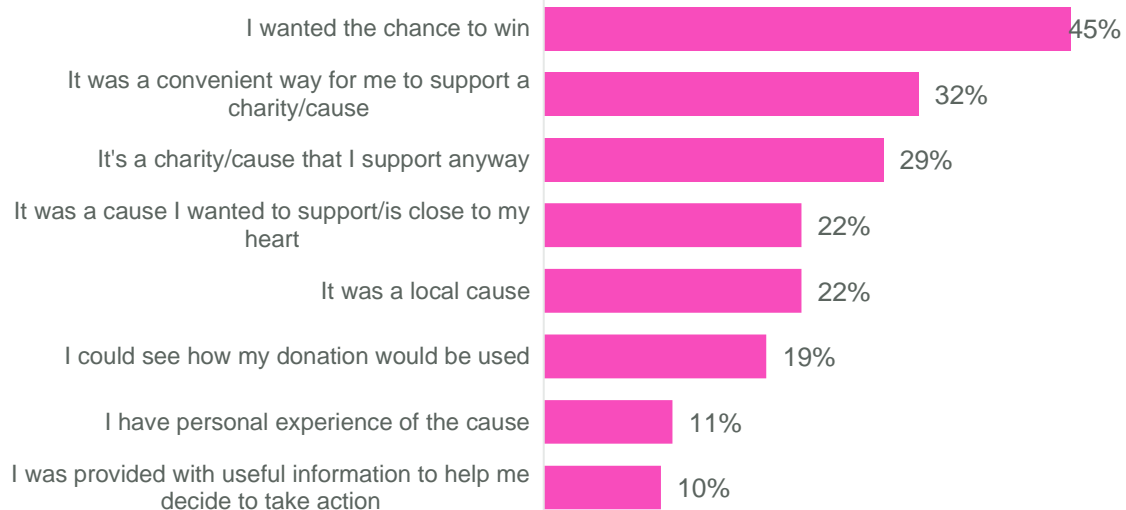 I wanted the chance to win
45%
It was a convenient way for me to support a
charity/cause
32%
It's a charity/cause that I support anyway
29%
It was a cause I wanted to support/is close to my
heart
22%
It was a local cause
22%
I could see how my donation would be used
19%
I have personal experience of the cause
11%
I was provided with useful information to help me
decide to take action
10%